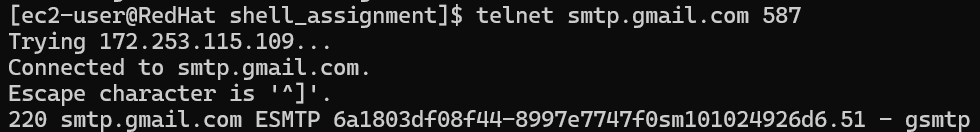 [ec2-user@RedHat shell_assignment]$ telnet smtp.gmail.com 587
Trying 172.253.115.109...
Connected to smtp.gmail.com.
Escape character is '^]'.
220 smtp.gmail.com ESMTP 6a1803df08f44-8997e7747f0sm101024926d6.51 - gsmtp